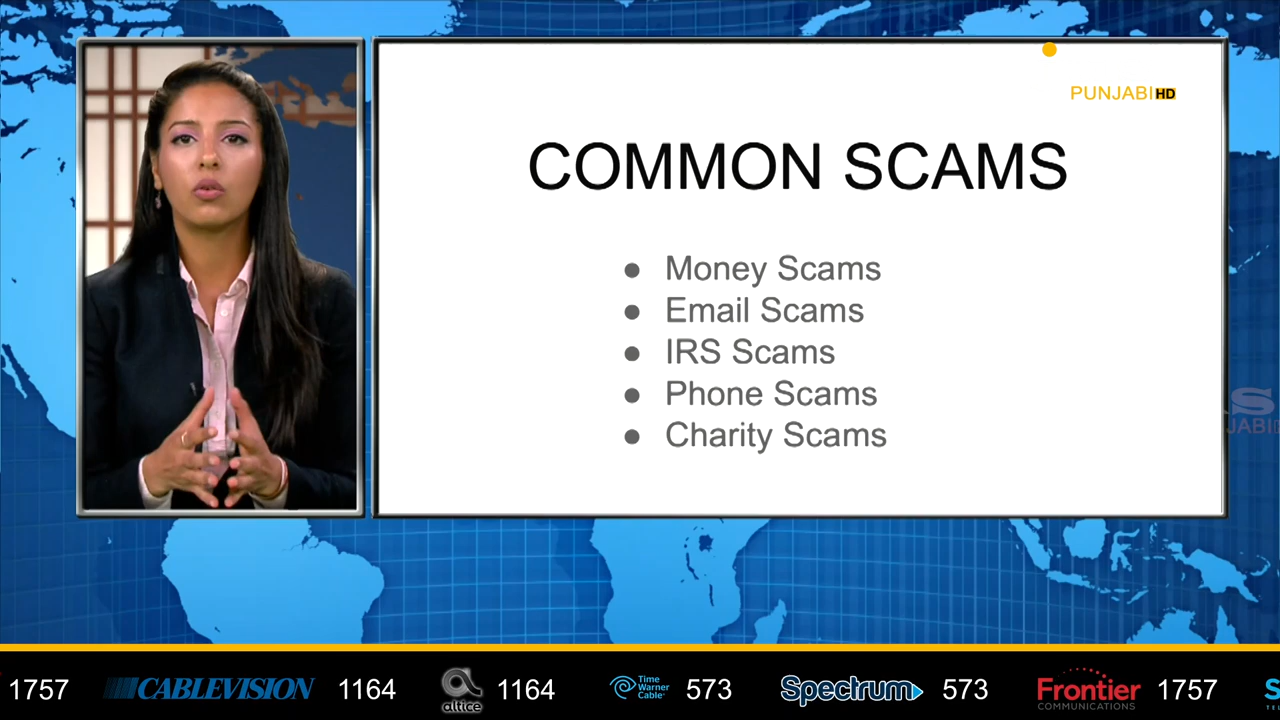 PUNJABI HD
COMMON SCAMS
● Money Scams
● Email Scams
● IRS Scams
● Phone Scams
● Charity Scams
JABI
1757 CABLEVISION 1164 altice 1164 Time Warner Cable 573 Spectrum 573 Frontier COMMUNICATIONS 1757